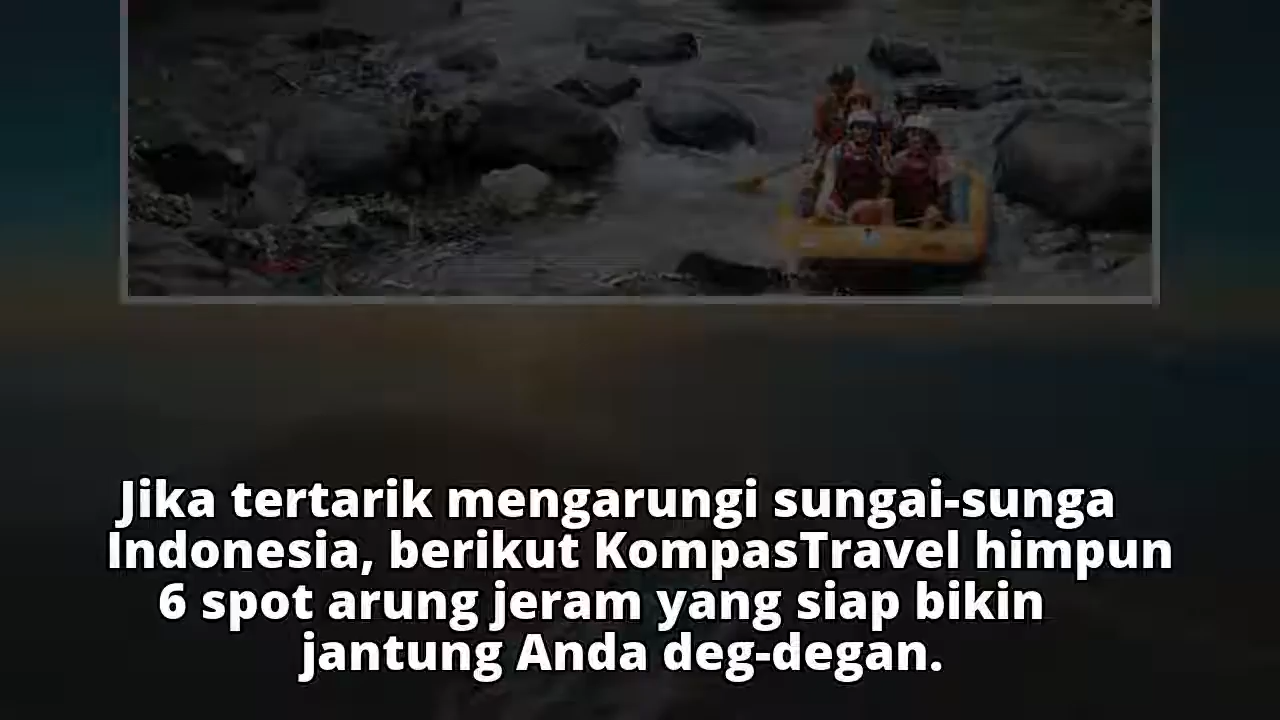 Jika tertarik mengarungi sungai-sunga
Indonesia, berikut KompasTravel himpun
6 spot arung jeram yang siap bikin
jantung Anda deg-degan.